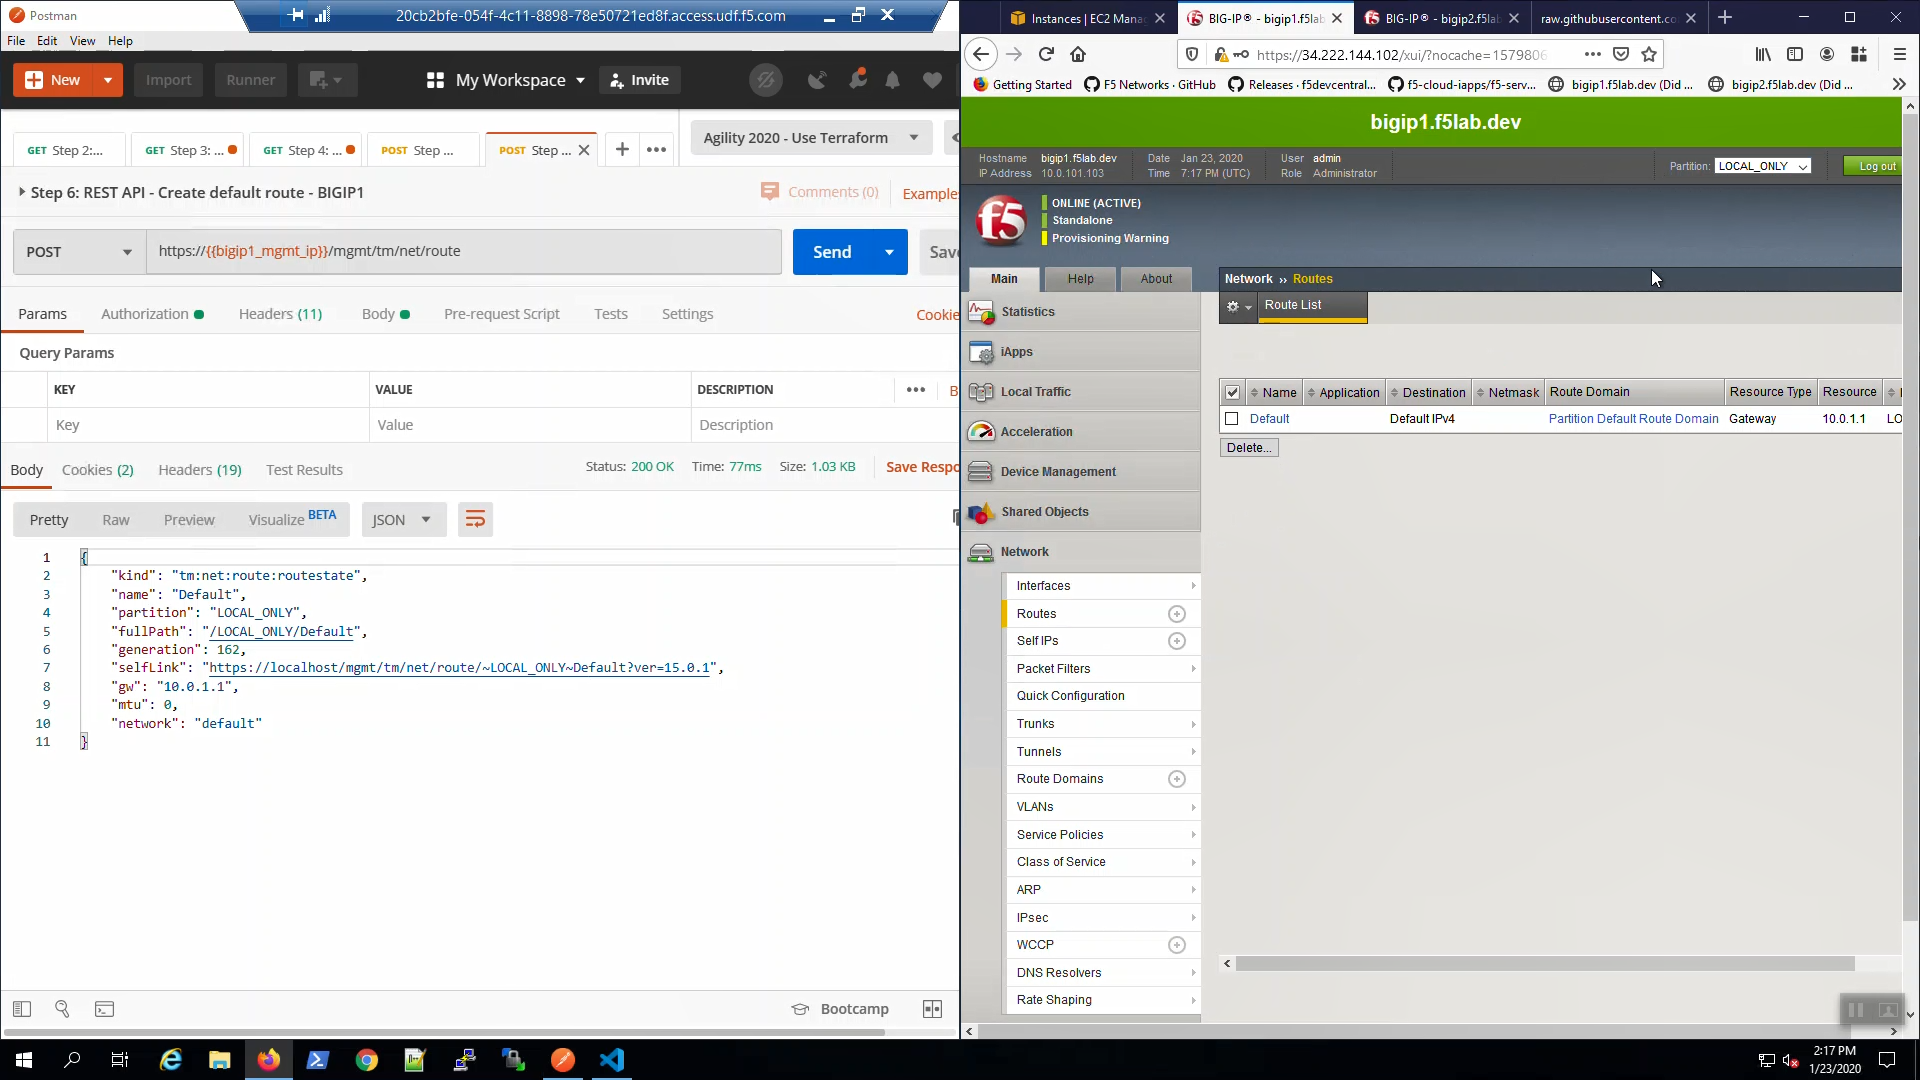 Postman
20cb2bfe-054f-4c11-8898-78e50721ed8f.access.udf.f5.com
File Edit View Help
New
Import
Runner
My Workspace
Invite
GET Step 2:...
GET Step 3: ...
GET Step 4: ...
POST Step ...
POST Step ...
Agility 2020 - Use Terraform
Step 6: REST API - Create default route - BIGIP1
Comments (0)
Examples
POST
https://{{bigip1_mgmt_ip}}/mgmt/tm/net/route
Send
Save
Params
Authorization
Headers (11)
Body
Pre-request Script
Tests
Settings
Cookie
Query Params
KEY VALUE DESCRIPTION B
Key Value Description
Body
Cookies (2)
Headers (19)
Test Results
Status: 200 OK
Time: 77ms
Size: 1.03 KB
Save Respo
Pretty
Raw
Preview
Visualize BETA
JSON
1 {
2 "kind": "tm:net:route:routestate",
3 "name": "Default",
4 "partition": "LOCAL_ONLY",
5 "fullPath": "/LOCAL_ONLY/Default",
6 "generation": 162,
7 "selfLink": "https://localhost/mgmt/tm/net/route/~LOCAL_ONLY~Default?ver=15.0.1",
8 "gw": "10.0.1.1",
9 "mtu": 0,
10 "network": "default"
11 }
Bootcamp
Instances | EC2 Mana
BIG-IP® - bigip1.f5lab
BIG-IP® - bigip2.f5lab
raw.githubusercontent.co
https://34.222.144.102/xui/?nocache=1579806
Getting Started
F5 Networks · GitHub
Releases · f5devcentral...
f5-cloud-iapps/f5-serv...
bigip1.f5lab.dev (Did ...
bigip2.f5lab.dev (Did ...
bigip1.f5lab.dev
Hostname bigip1.f5lab.dev
IP Address 10.0.101.103
Date Jan 23, 2020
Time 7:17 PM (UTC)
User admin
Role Administrator
Partition: LOCAL_ONLY
Log out
f5
ONLINE (ACTIVE)
Standalone
Provisioning Warning
Main
Help
About
Network » Routes
Route List
Statistics
iApps
Local Traffic
Acceleration
Device Management
Shared Objects
Network
Interfaces
Routes
Self IPs
Packet Filters
Quick Configuration
Trunks
Tunnels
Route Domains
VLANs
Service Policies
Class of Service
ARP
IPsec
WCCP
DNS Resolvers
Rate Shaping
Name Application Destination Netmask Route Domain Resource Type Resource
Default Default IPv4 Partition Default Route Domain Gateway 10.0.1.1 LO
Delete...
2:17 PM
1/23/2020